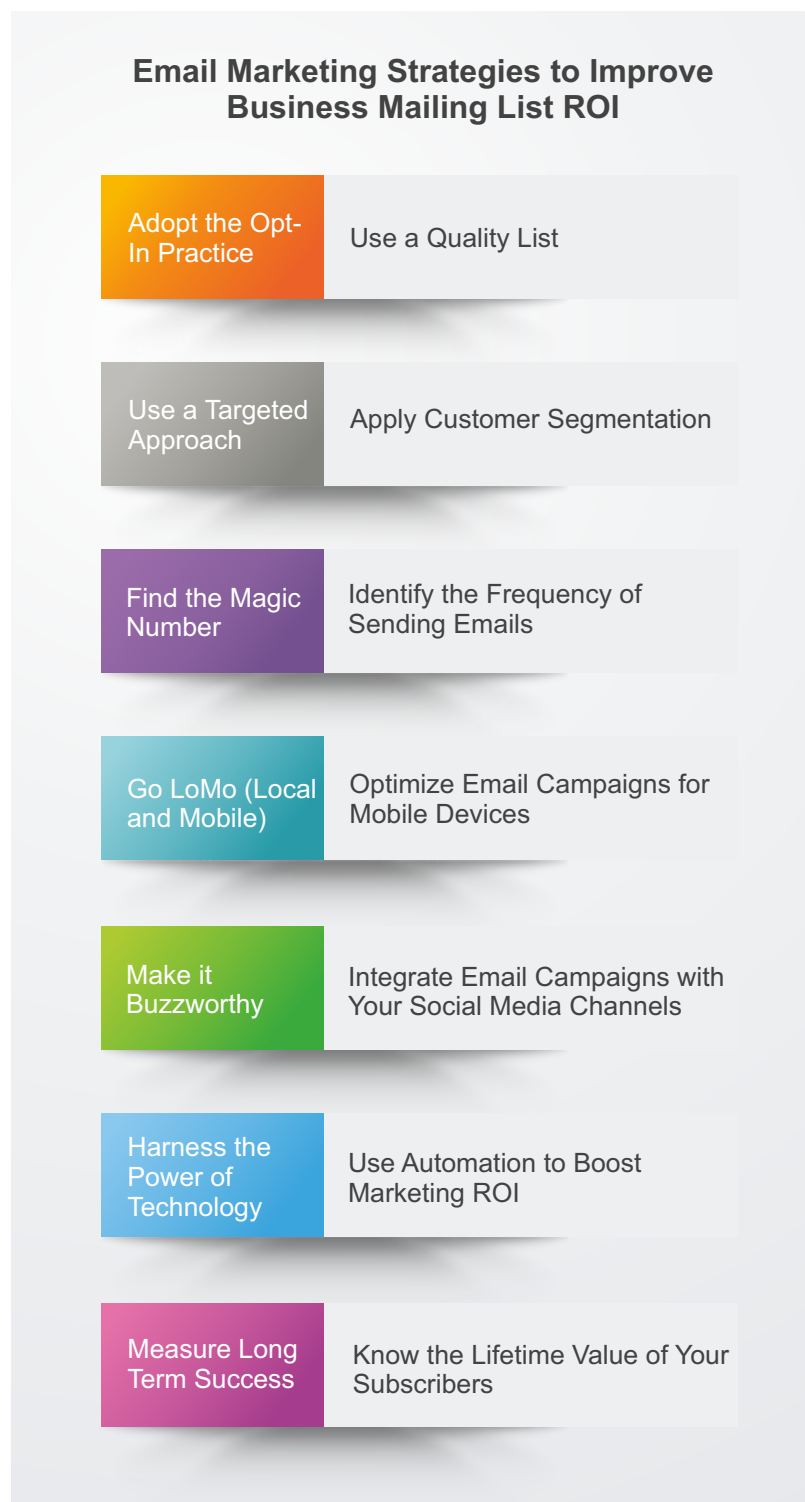 Email Marketing Strategies to Improve
Business Mailing List ROI
Adopt the Opt-
In Practice
Use a Quality List
Use a Targeted
Approach
Apply Customer Segmentation
Find the Magic
Number
Identify the Frequency of
Sending Emails
Go LoMo (Local
and Mobile)
Optimize Email Campaigns for
Mobile Devices
Make it
Buzzworthy
Integrate Email Campaigns with
Your Social Media Channels
Harness the
Power of
Technology
Use Automation to Boost
Marketing ROI
Measure Long
Term Success
Know the Lifetime Value of Your
Subscribers